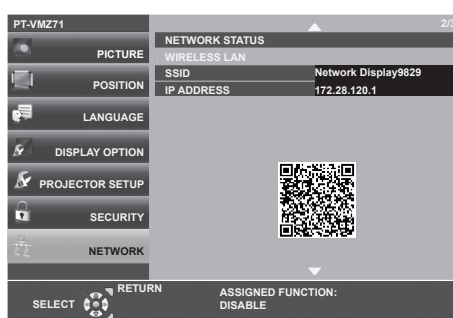 PT-VMZ71
2/3
PICTURE
POSITION
LANGUAGE
DISPLAY OPTION
PROJECTOR SETUP
SECURITY
NETWORK
NETWORK STATUS
WIRELESS LAN
SSID Network Display9829
IP ADDRESS 172.28.120.1
RETURN
SELECT
ASSIGNED FUNCTION:
DISABLE